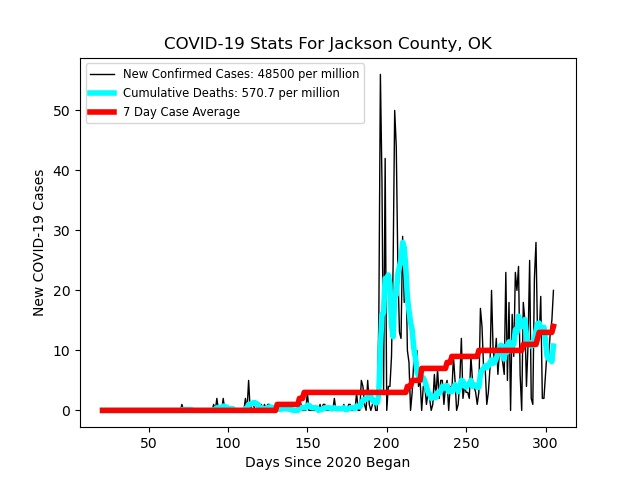 COVID-19 Stats For Jackson County, OK
New Confirmed Cases: 48500 per million
Cumulative Deaths: 570.7 per million
7 Day Case Average
New COVID-19 Cases
50
40
30
20
10
0
50 100 150 200 250 300
Days Since 2020 Began